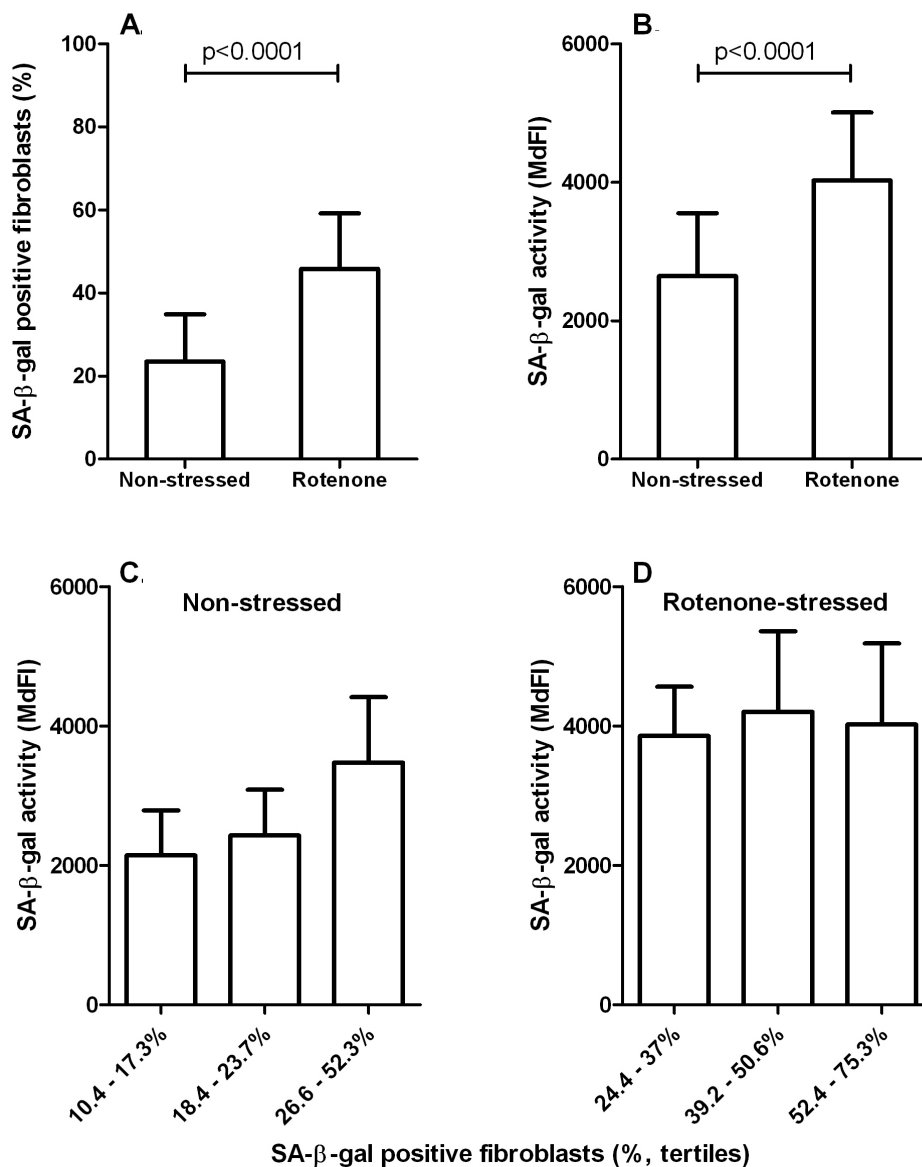 A.
p<0.0001
SA-β-gal positive fibroblasts (%)
100
80
60
40
20
0
Non-stressed
Rotenone
B.
p<0.0001
SA-β-gal activity (MdFI)
6000
4000
2000
0
Non-stressed
Rotenone
C.
Non-stressed
SA-β-gal activity (MdFI)
6000
4000
2000
0
10.4 - 17.3%
18.4 - 23.7%
26.6 - 52.3%
D
Rotenone-stressed
SA-β-gal activity (MdFI)
6000
4000
2000
0
24.4 - 37%
39.2 - 50.6%
52.4 - 75.3%
SA-β-gal positive fibroblasts (%, tertiles)